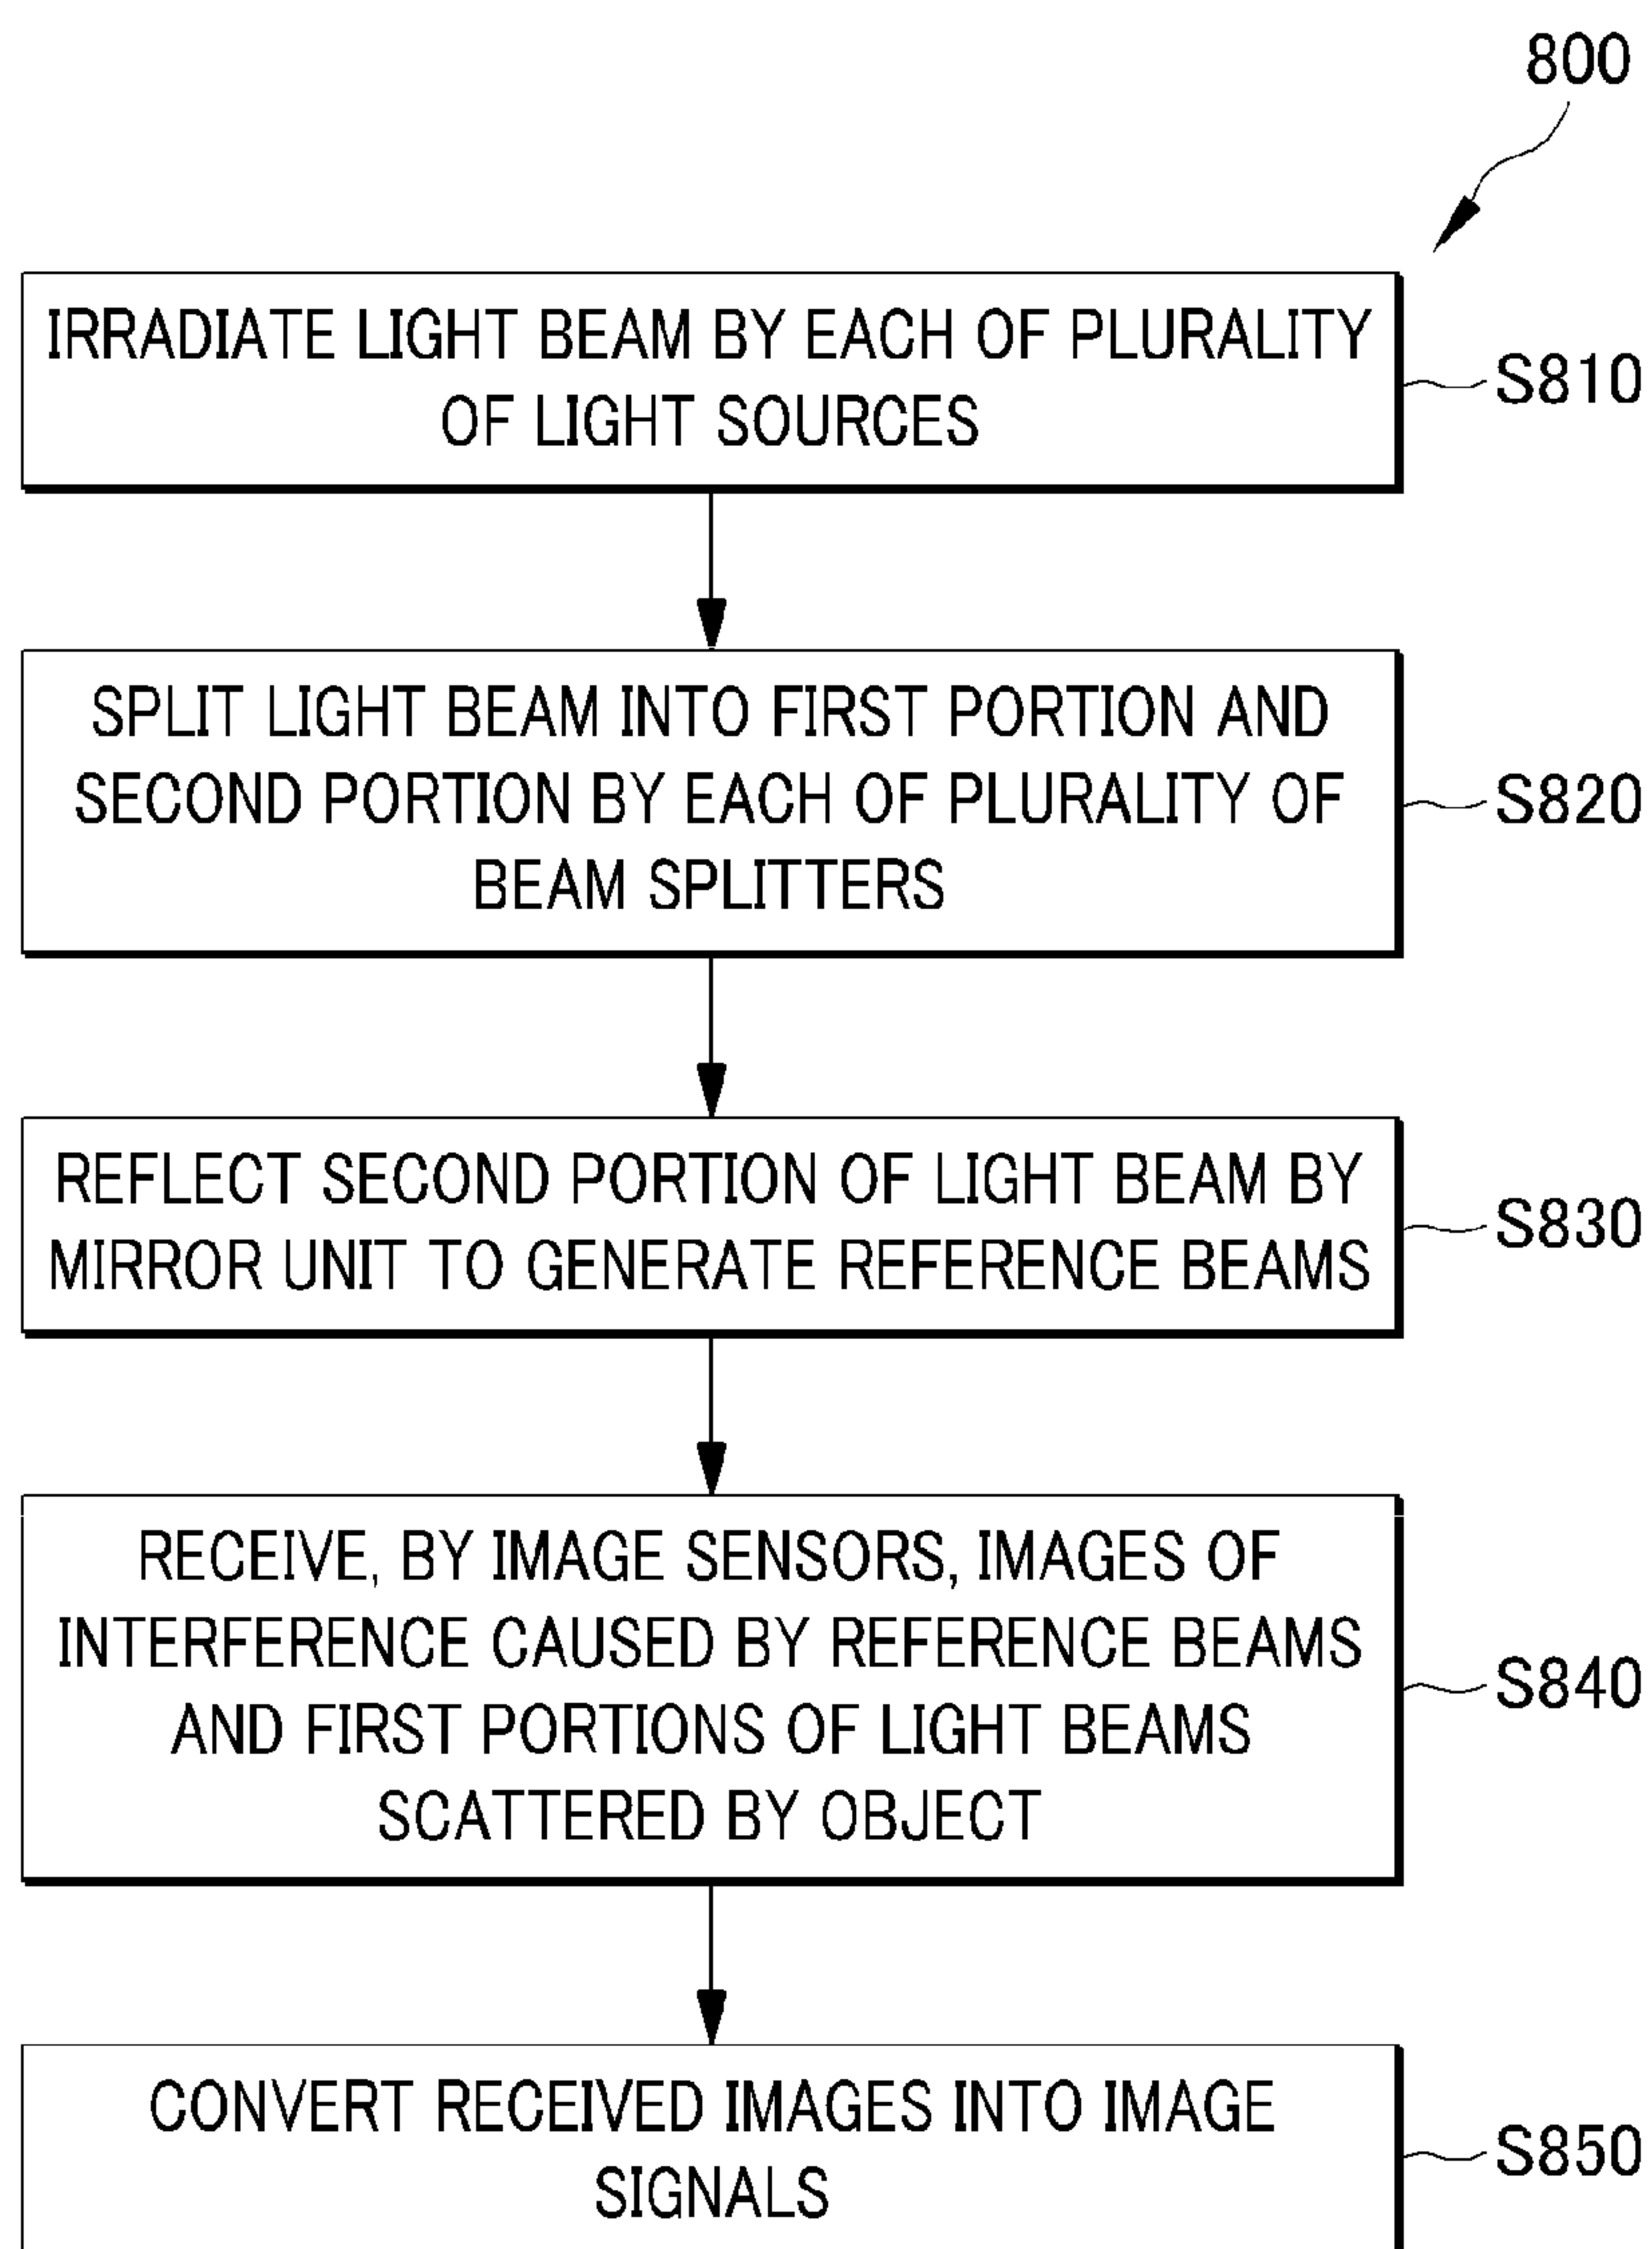 800
IRRADIATE LIGHT BEAM BY EACH OF PLURALITY
OF LIGHT SOURCES
S810
SPLIT LIGHT BEAM INTO FIRST PORTION AND
SECOND PORTION BY EACH OF PLURALITY OF
BEAM SPLITTERS
S820
REFLECT SECOND PORTION OF LIGHT BEAM BY
MIRROR UNIT TO GENERATE REFERENCE BEAMS
S830
RECEIVE, BY IMAGE SENSORS, IMAGES OF
INTERFERENCE CAUSED BY REFERENCE BEAMS
AND FIRST PORTIONS OF LIGHT BEAMS
SCATTERED BY OBJECT
S840
CONVERT RECEIVED IMAGES INTO IMAGE
SIGNALS
S850